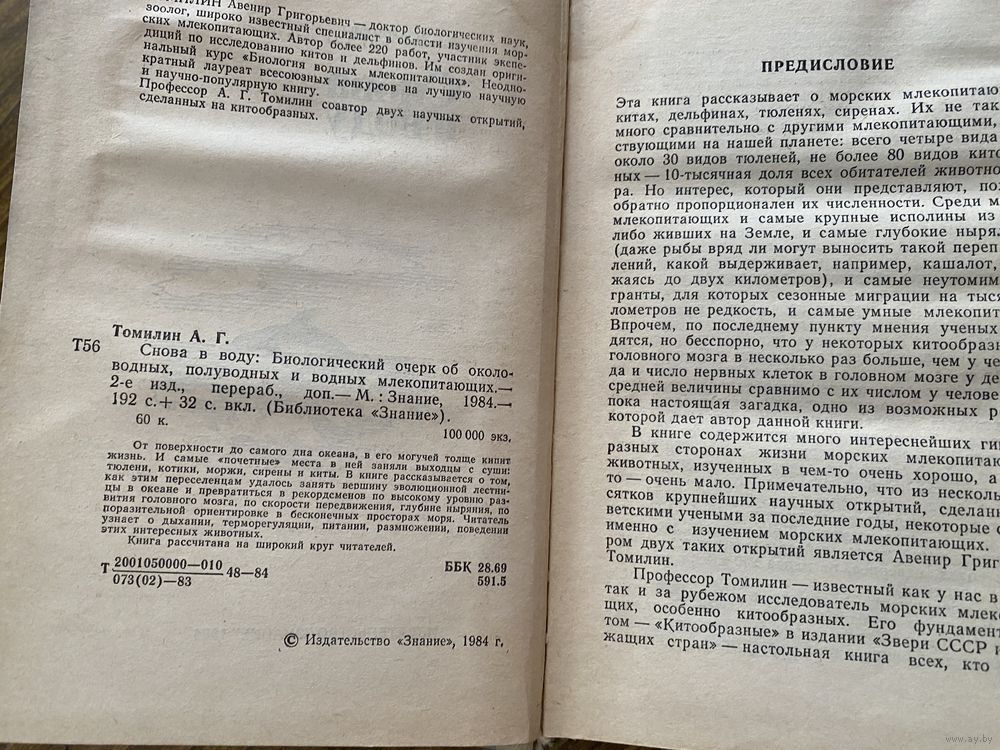 Авенир Григорьевич — доктор биологических наук,
зоолог, широко известный специалист в области изучения мор-
ских млекопитающих. Автор более 220 работ, участник экспе-
диций по исследованию китов и дельфинов. Им создан ориги-
нальный курс «Биология водных млекопитающих». Неодно-
кратный лауреат всесоюзных конкурсов на лучшую научную
и научно-популярную книгу.
Профессор А. Г. Томилин соавтор двух научных открытий,
сделанных на китообразных.
Томилин А. Г.
Т56
Снова в воду: Биологический очерк об около-
водных, полуводных и водных млекопитающих.—
2-е изд., перераб., доп.— М. : Знание, 1984.—
192 с. + 32 с. вкл. (Библиотека «Знание»).
60 к.
100 000 экз.
От поверхности до самого дна океана, в его могучей толще кипит
жизнь. И самые «почетные» места в ней заняли выходцы с суши:
тюлени, котики, моржи, сирены и киты. В книге рассказывается о том,
как этим переселенцам удалось занять вершину эволюционной лестни-
цы в океане и превратиться в рекордсменов по высокому уровню раз-
вития головного мозга, по скорости передвижения, глубине ныряния, по
поразительной ориентировке в бесконечных просторах моря. Читатель
узнает о дыхании, терморегуляции, питании, размножении, поведении
этих интересных животных.
Книга рассчитана на широкий круг читателей.
Т 2001050000—010
073(02)—83
48—84
ББК 28.69
591.5
© Издательство «Знание», 1984 г.
ПРЕДИСЛОВИЕ
Эта книга рассказывает о морских млекопитаю
китах, дельфинах, тюленях, сиренах. Их не так
много сравнительно с другими млекопитающими,
ствующими на нашей планете: всего четыре вида
около 30 видов тюленей, не более 80 видов кито
ных — 10-тысячная доля всех обитателей животно
ра. Но интерес, который они представляют, по
обратно пропорционален их численности. Среди м
млекопитающих и самые крупные исполины из
либо живших на Земле, и самые глубокие ныря
(даже рыбы вряд ли могут выносить такой переп
лений, какой выдерживает, например, кашалот,
жаясь до двух километров), и самые неутомим
гранты, для которых сезонные миграции на тыся
лометров не редкость, и самые умные млекопит
Впрочем, по последнему пункту мнения ученых
дятся, но бесспорно, что у некоторых китообразн
головного мозга в несколько раз больше, чем у че
да и число нервных клеток в головном мозге у де
средней величины сравнимо с их числом у челове
пока настоящая загадка, одно из возможных р
которой дает автор данной книги.
В книге содержится много интереснейших ги
разных сторонах жизни морских млекопитаю
животных, изученных в чем-то очень хорошо, а
то — очень мало. Примечательно, что из несколь
сятков крупнейших научных открытий, сделан
ветскими учеными за последние годы, некоторые с
именно с изучением морских млекопитающих.
ром двух таких открытий является Авенир Григ
Томилин.
Профессор Томилин — известный как у нас в
так и за рубежом исследователь морских млек
щих, особенно китообразных. Его фундамент
том — «Китообразные» в издании «Звери СССР
жащих стран» — настольная книга всех, кто
www.ay.by